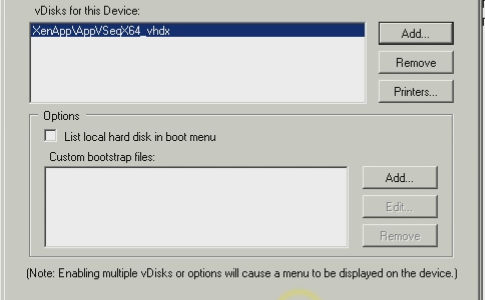 vDisks for this Device:
XenApp\AppVSeqX64_vhdx
Add...
Remove
Printers...
Options
List local hard disk in boot menu
Custom bootstrap files:
Add...
Edit...
Remove
(Note: Enabling multiple vDisks or options will cause a menu to be displayed on the device.)